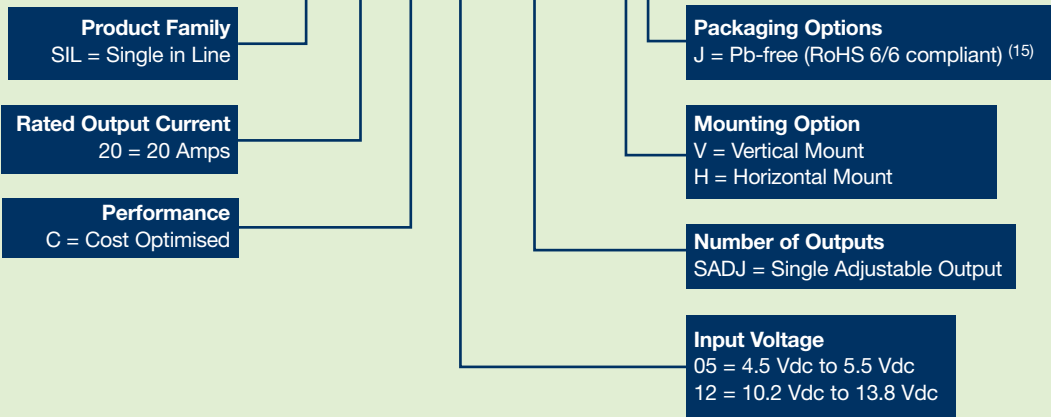 Product Family
SIL = Single in Line
Rated Output Current
20 = 20 Amps
Performance
C = Cost Optimised
Packaging Options
J = Pb-free (RoHS 6/6 compliant) (15)
Mounting Option
V = Vertical Mount
H = Horizontal Mount
Number of Outputs
SADJ = Single Adjustable Output
Input Voltage
05 = 4.5 Vdc to 5.5 Vdc
12 = 10.2 Vdc to 13.8 Vdc